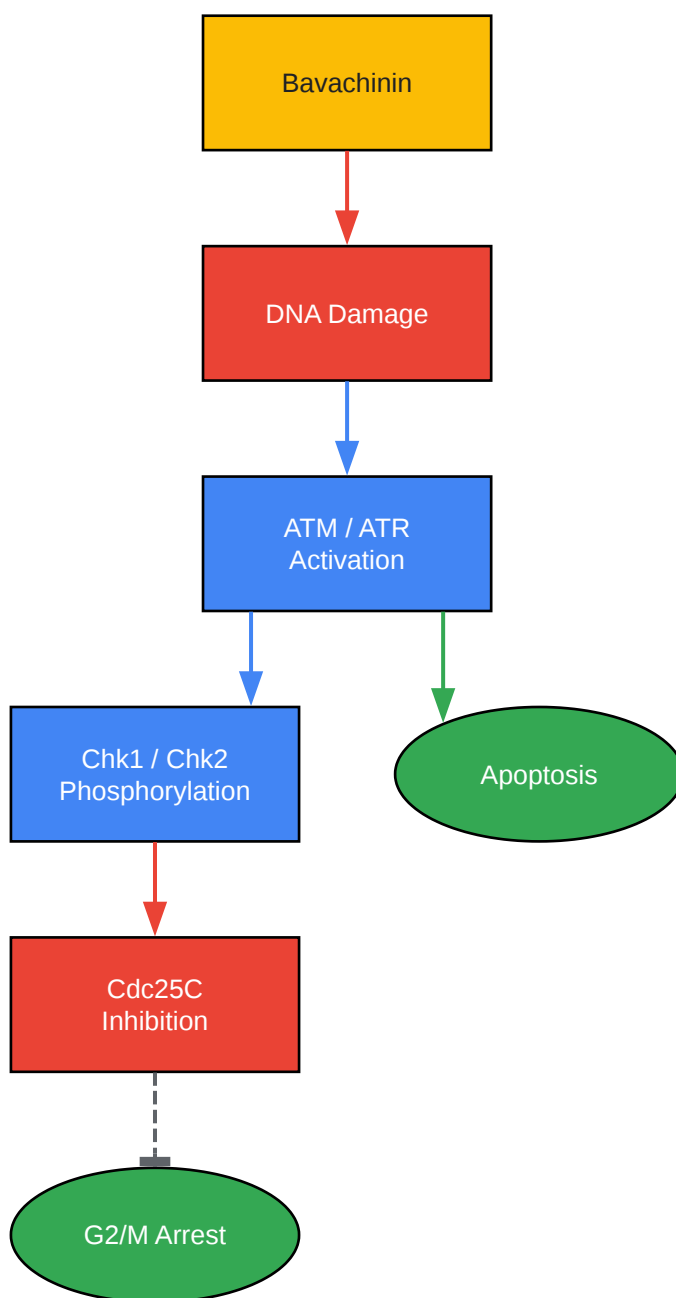 Bavachinin
DNA Damage
ATM / ATR
Activation
Chk1 / Chk2
Phosphorylation
Apoptosis
Cdc25C
Inhibition
G2/M Arrest